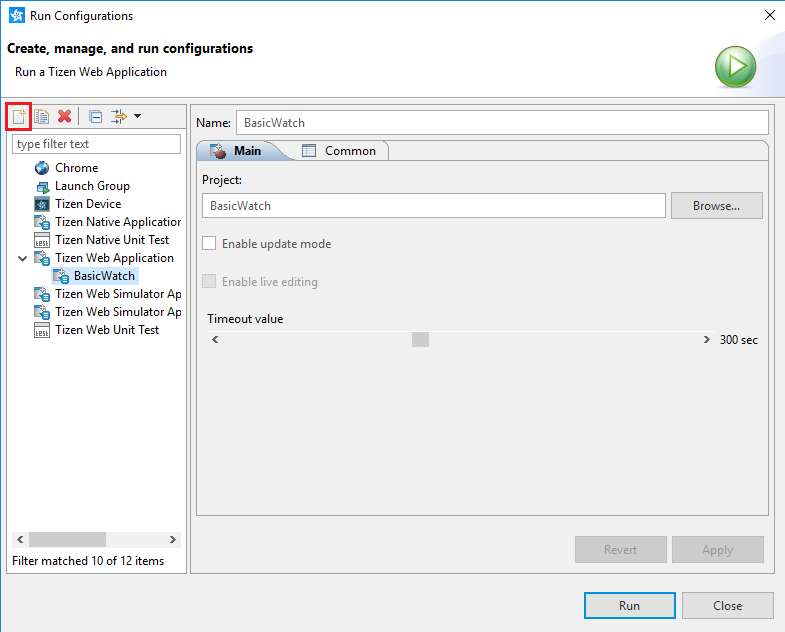 Run Configurations
Create, manage, and run configurations
Run a Tizen Web Application
type filter text
Chrome
Launch Group
Tizen Device
Tizen Native Application
Tizen Native Unit Test
Tizen Web Application
BasicWatch
Tizen Web Simulator Ap
Tizen Web Simulator Ap
Tizen Web Unit Test
Filter matched 10 of 12 items
Name: BasicWatch
Main Common
Project:
BasicWatch Browse...
Enable update mode
Enable live editing
Timeout value
300 sec
Revert Apply
Run Close